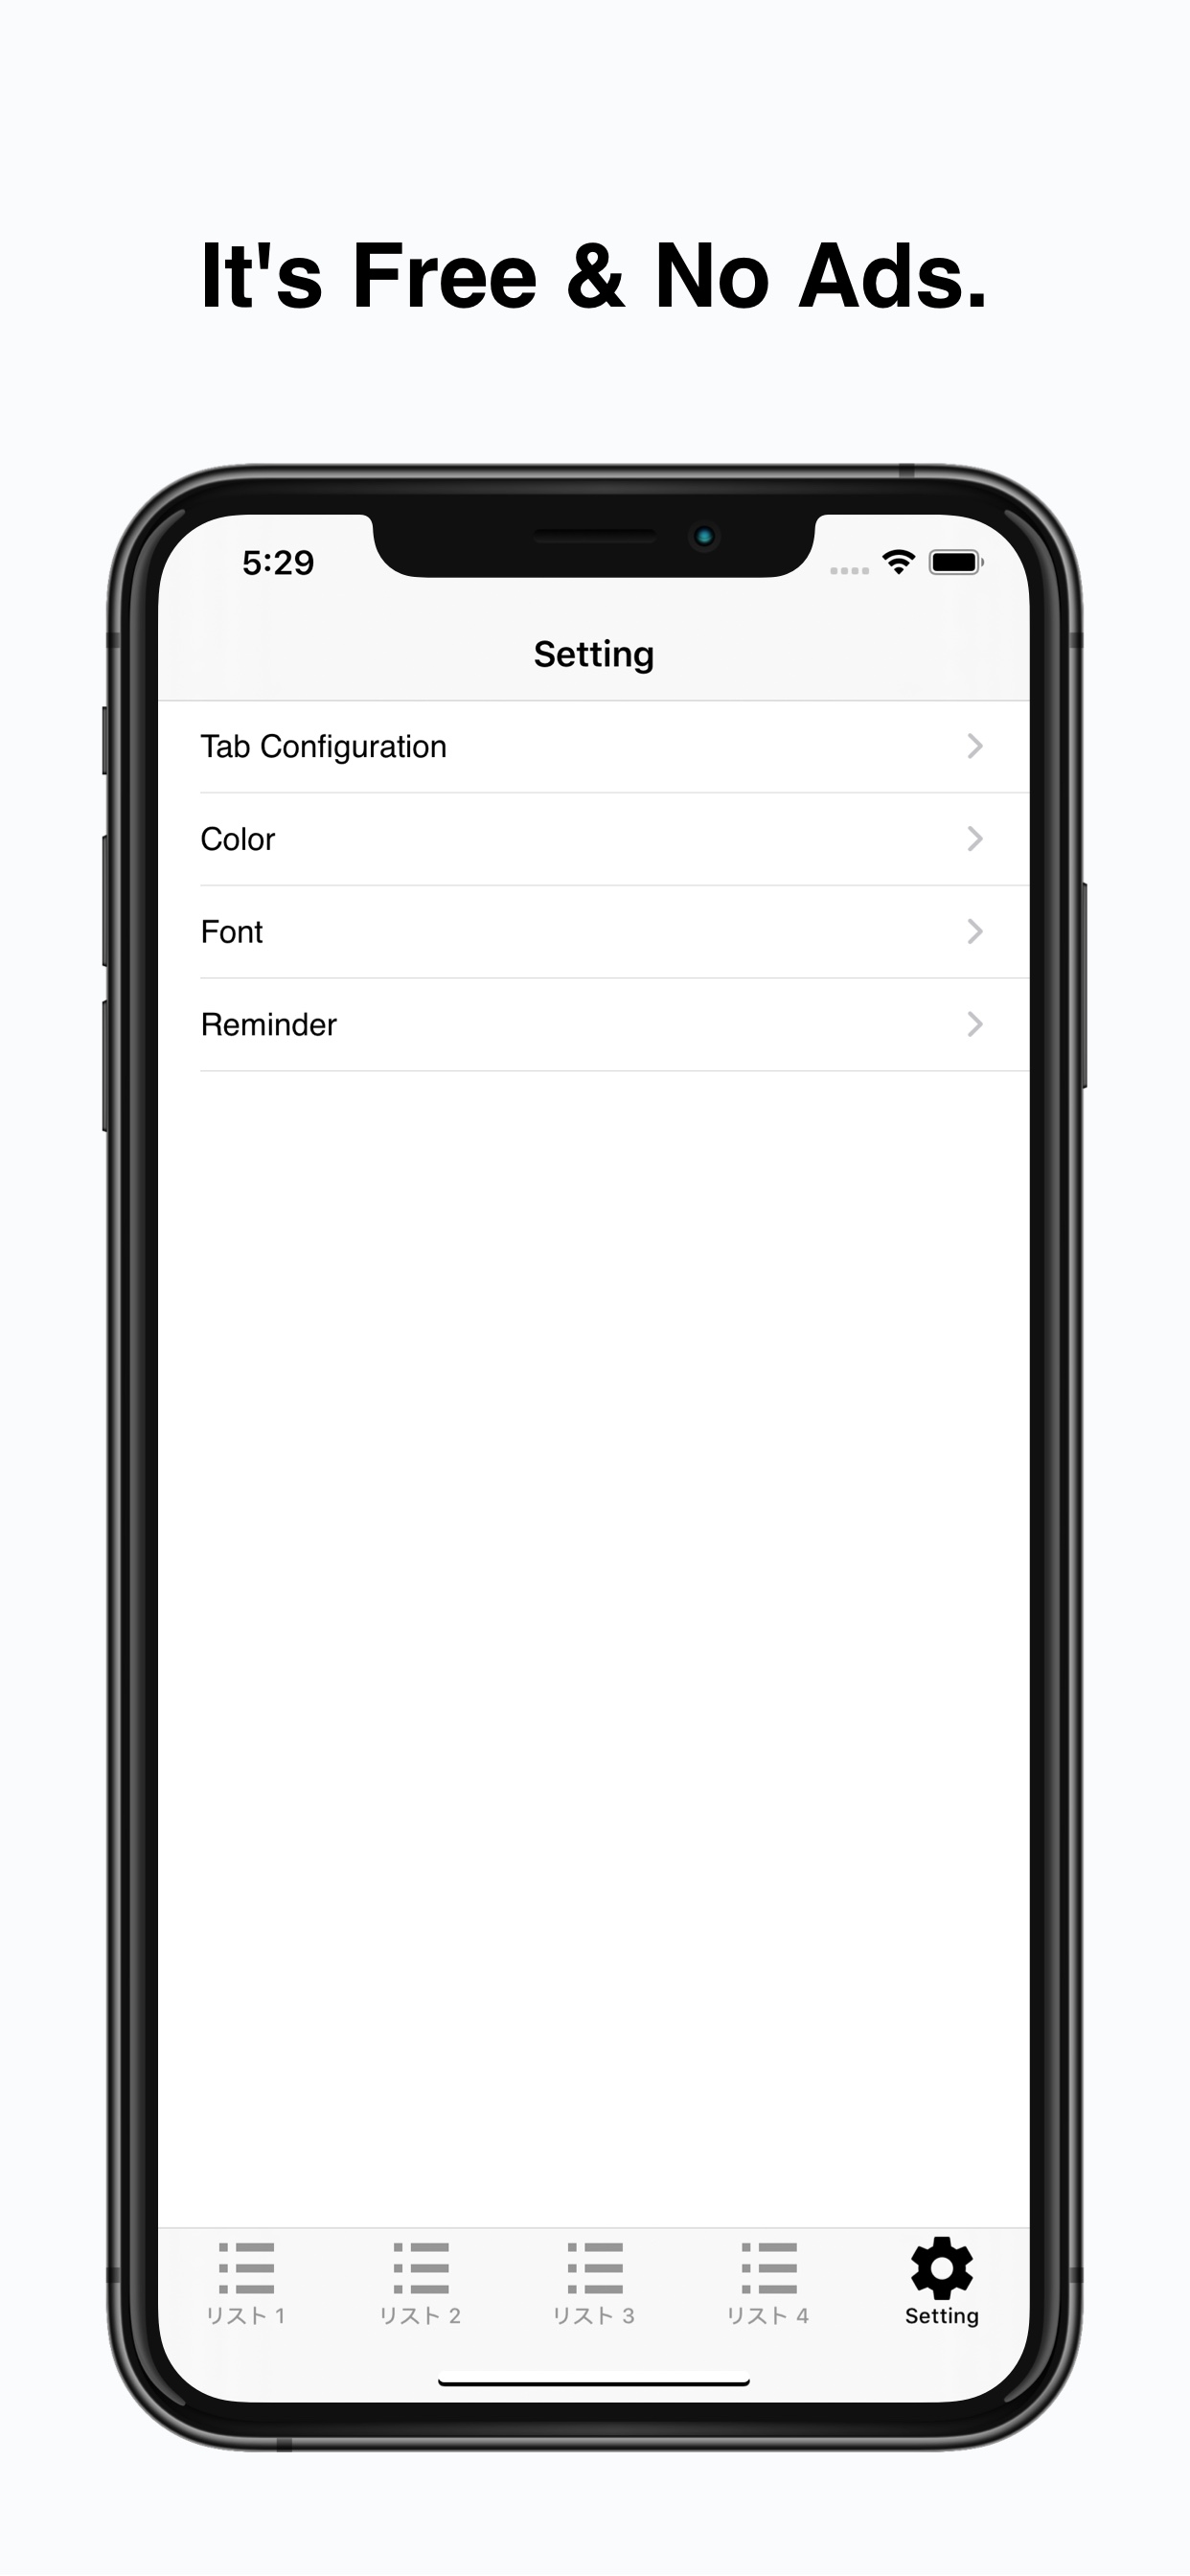 It's Free & No Ads.
5:29
Setting
Tab Configuration
Color
Font
Reminder
リスト 1 リスト 2 リスト 3 リスト 4 Setting